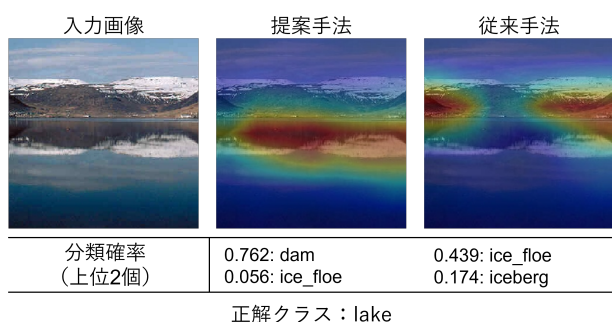 入力画像
提案手法
従来手法
分類確率
（上位2個）
0.762: dam
0.056: ice_floe
0.439: ice_floe
0.174: iceberg
正解クラス：lake